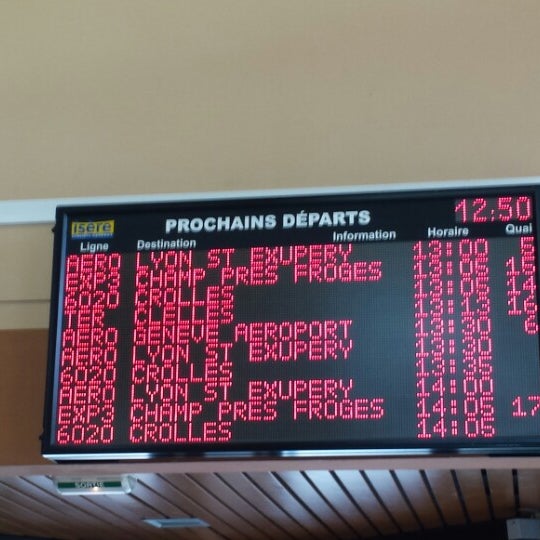 12:50
isère
PROCHAINS DÉPARTS
Ligne Destination Information Horaire Quai
AERO LYON ST EXUPERY 13:00
EXP3 CHAMP PRES FROGES 13:05
6020 CROLLES 13:05
TER CLELLES 13:13
AERO GENEVE AEROPORT 13:30
AERO LYON ST EXUPERY 13:30
6020 CROLLES 13:35
AERO LYON ST EXUPERY 14:00
EXP3 CHAMP PRES FROGES 14:05 17
6020 CROLLES 14:05
SORTIE